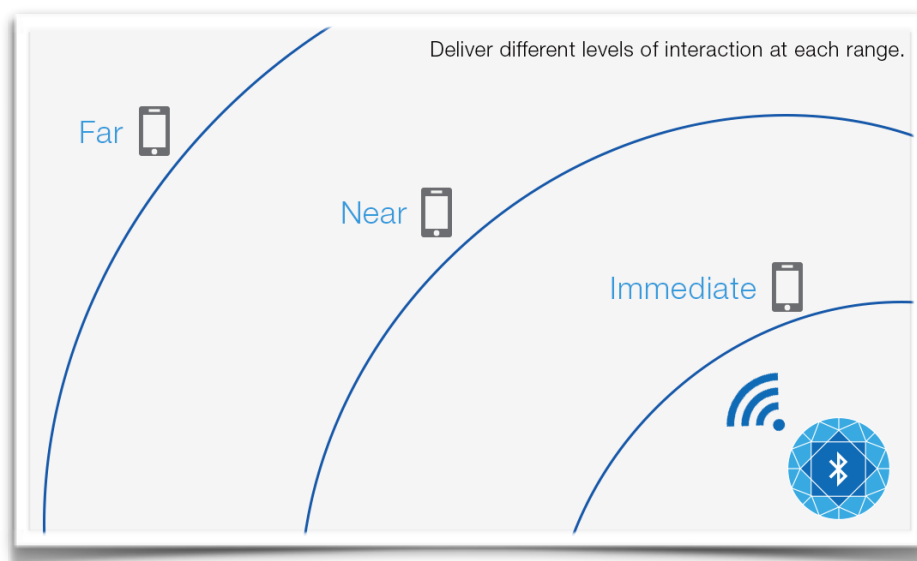 Deliver different levels of interaction at each range.
Far
Near
Immediate